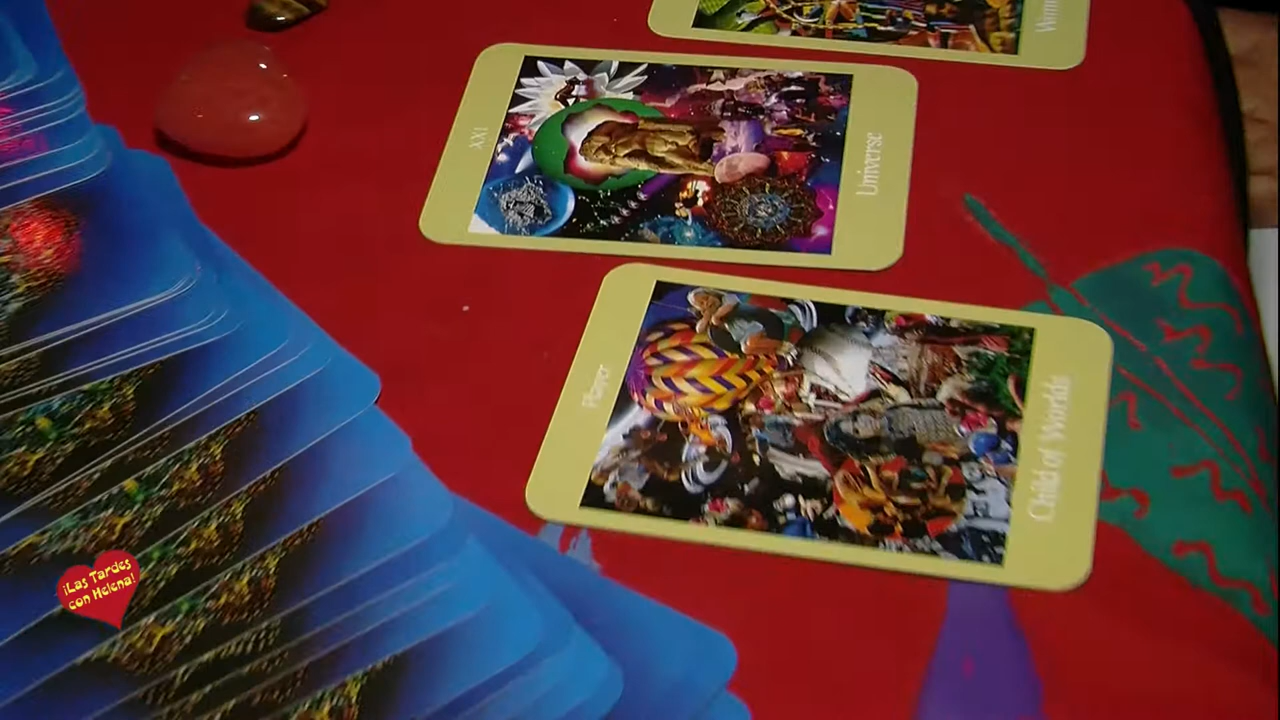 XXI
Universe
Player
Child of Worlds
¡Las Tardes
con Helena!